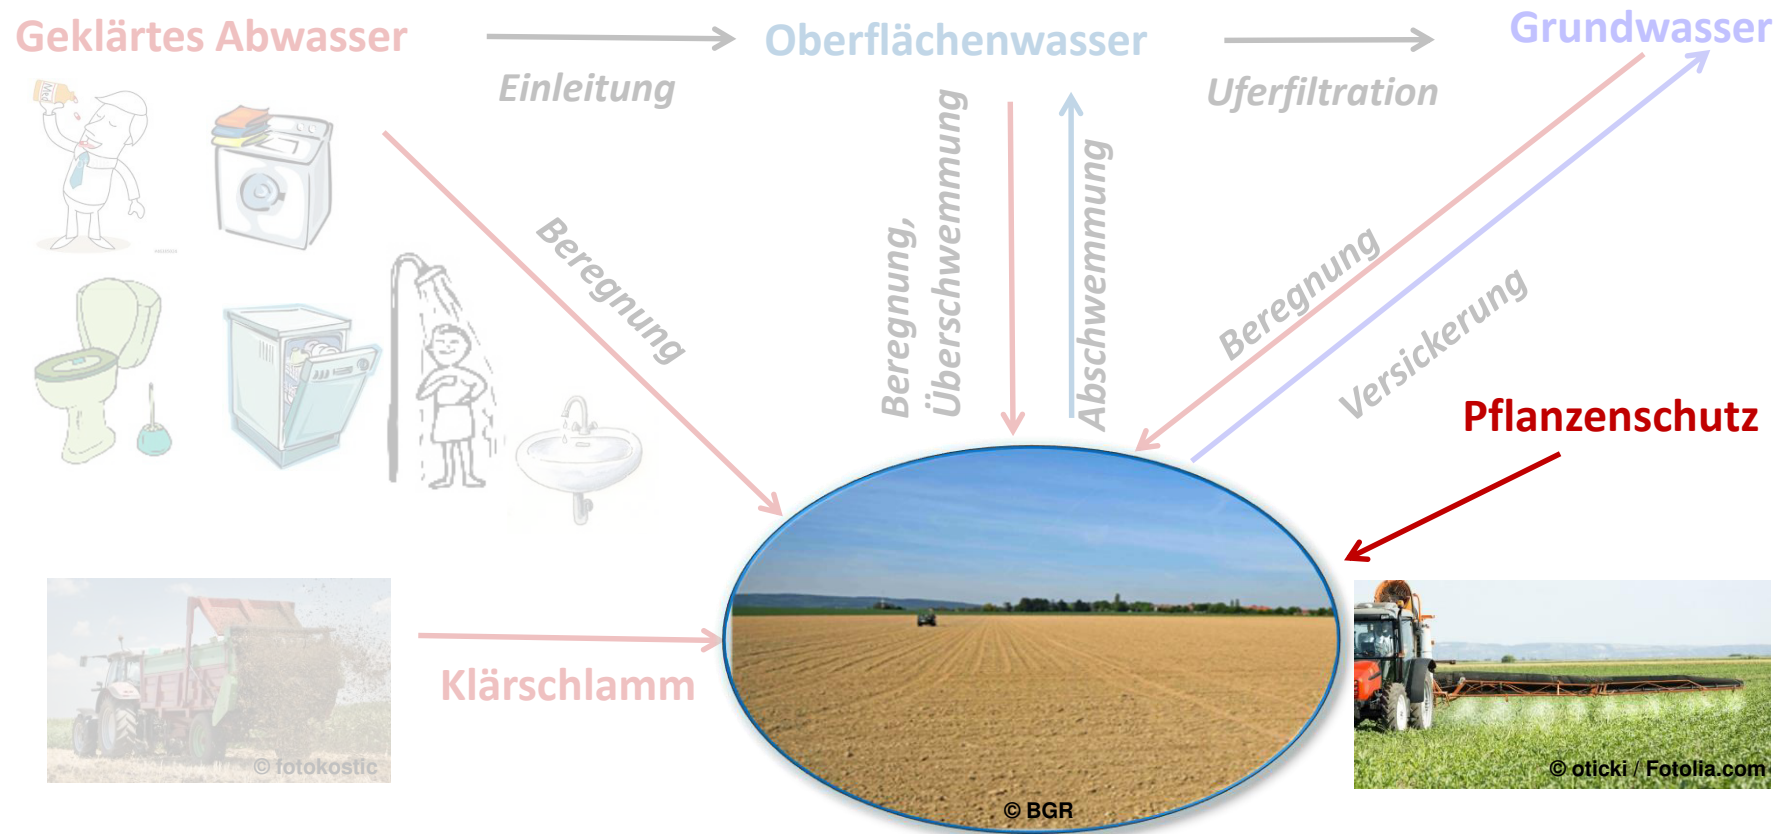 Geklärtes Abwasser
Einleitung
Oberflächenwasser
Uferfiltration
Grundwasser
Med
Beregnung
Beregnung,
Überschwemmung
Abschwemmung
Beregnung
Versickerung
Pflanzenschutz
Klärschlamm
© fotokostic
© BGR
© oticki / Fotolia.com